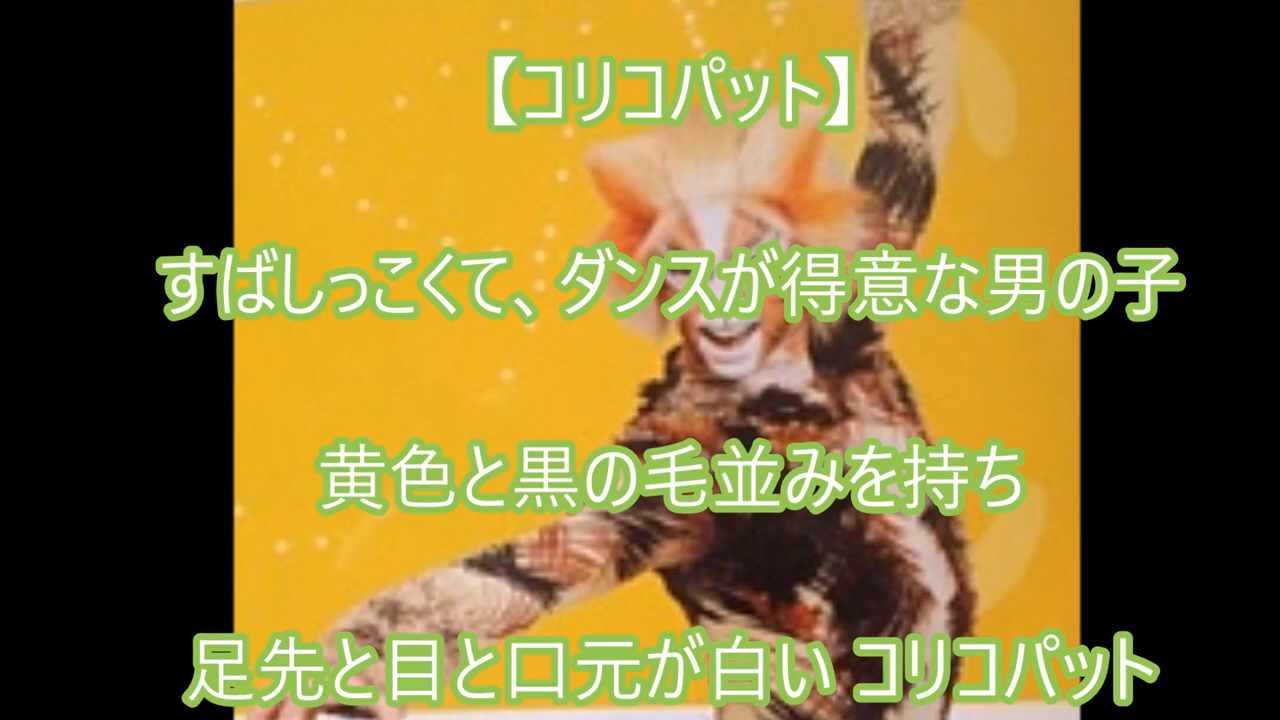 【コリコパット】
すばしっこくて、ダンスが得意な男の子
黄色と黒の毛並みを持ち
足先と目と口元が白い コリコパット